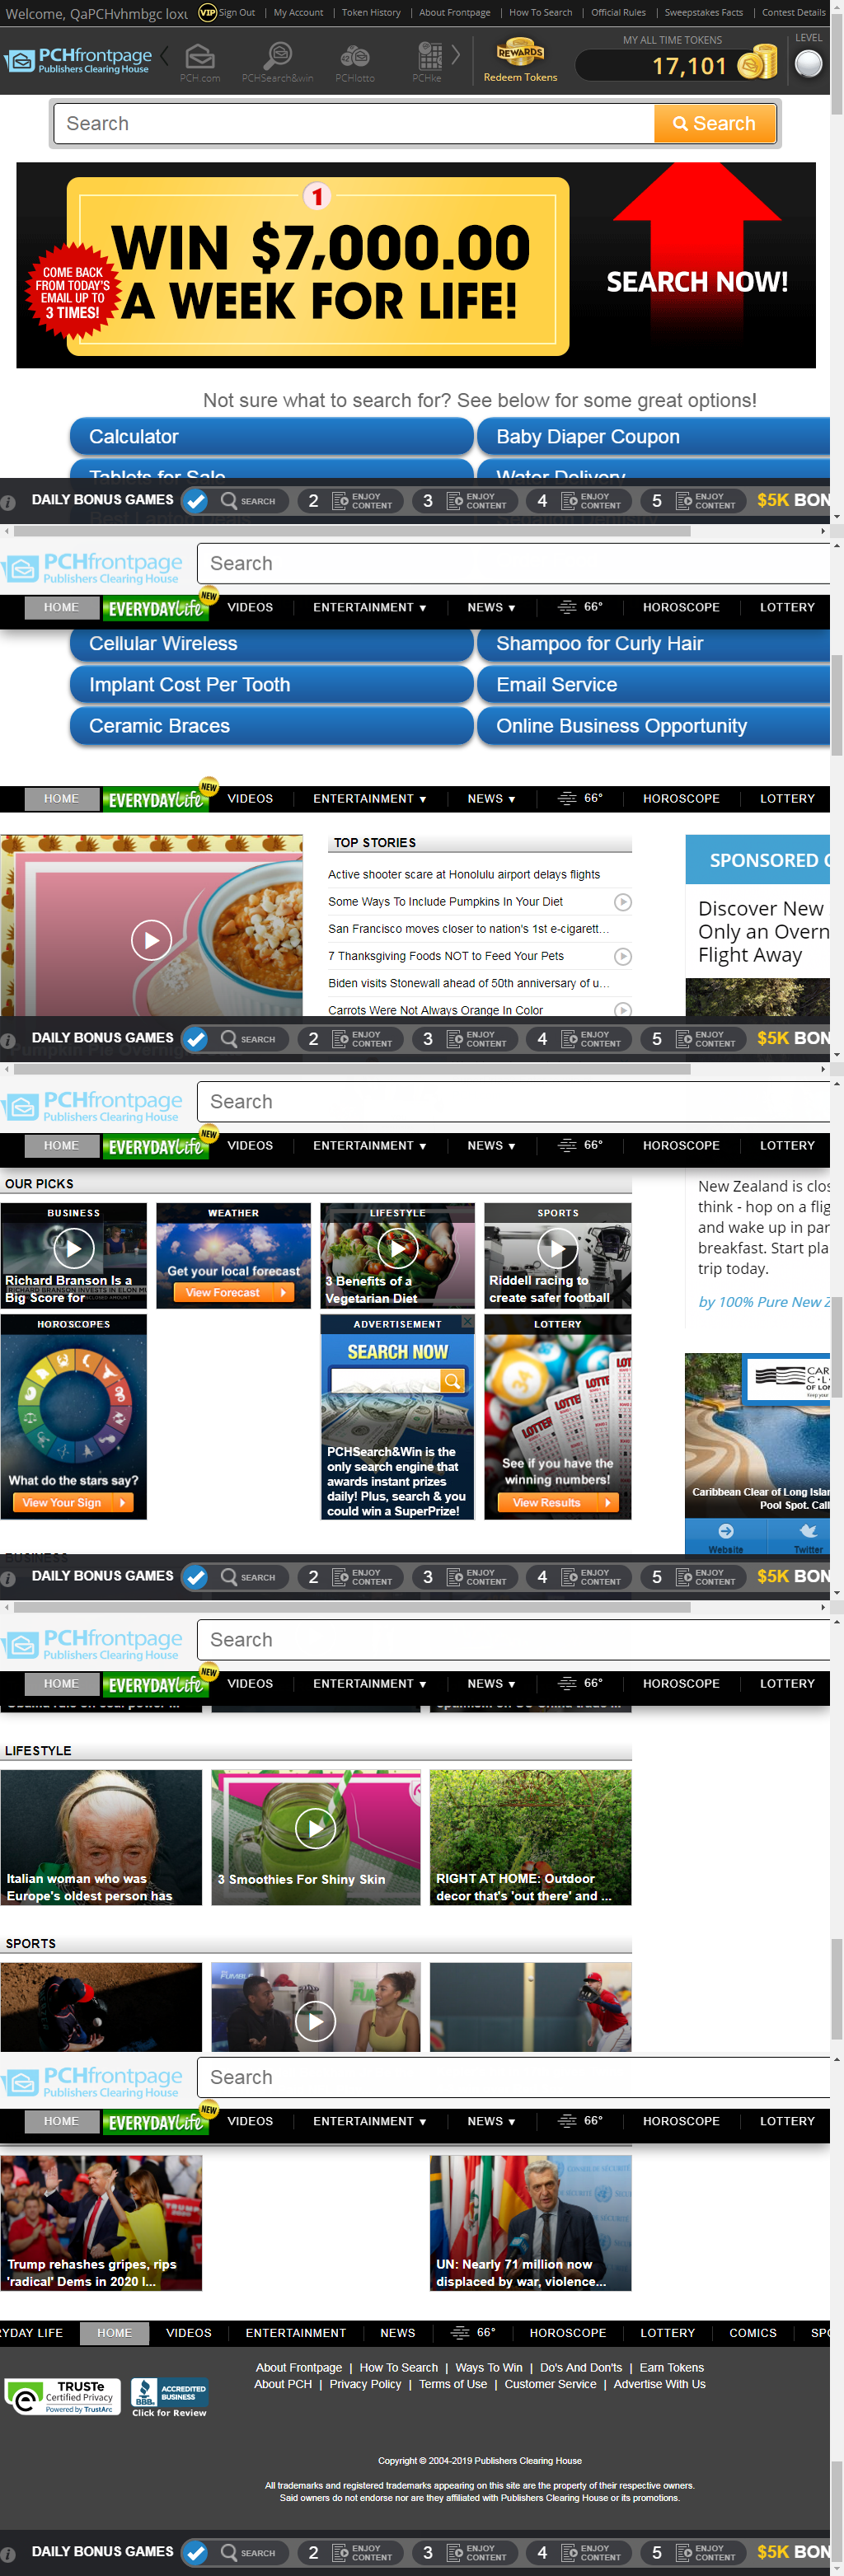 Welcome, QaPCHvhmbgc loxu VIP Sign Out | My Account | Token History | About Frontpage | How To Search | Official Rules | Sweepstakes Facts | Contest Details
PCHfrontpage
Publishers Clearing House
PCH.com
PCHSearch&win
PCHlotto
PCHke
REWARDS
Redeem Tokens
MY ALL TIME TOKENS
17,101
LEVEL
Search
Search
1
WIN $7,000.00
A WEEK FOR LIFE!
COME BACK
FROM TODAY'S
EMAIL UP TO
3 TIMES!
SEARCH NOW!
Not sure what to search for? See below for some great options!
Calculator
Baby Diaper Coupon
Tablets for Sale
Water Delivery
DAILY BONUS GAMES SEARCH 2 ENJOY CONTENT 3 ENJOY CONTENT 4 ENJOY CONTENT 5 ENJOY CONTENT $5K BON
PCHfrontpage
Publishers Clearing House
Search
HOME EVERYDAY Life NEW VIDEOS ENTERTAINMENT ▼ NEWS ▼ 66° HOROSCOPE LOTTERY
Cellular Wireless
Shampoo for Curly Hair
Implant Cost Per Tooth
Email Service
Ceramic Braces
Online Business Opportunity
HOME EVERYDAY Life NEW VIDEOS ENTERTAINMENT ▼ NEWS ▼ 66° HOROSCOPE LOTTERY
TOP STORIES
Active shooter scare at Honolulu airport delays flights
Some Ways To Include Pumpkins In Your Diet
San Francisco moves closer to nation's 1st e-cigarett...
7 Thanksgiving Foods NOT to Feed Your Pets
Biden visits Stonewall ahead of 50th anniversary of u...
Carrots Were Not Always Orange In Color
SPONSORED
Discover New
Only an Overn
Flight Away
DAILY BONUS GAMES SEARCH 2 ENJOY CONTENT 3 ENJOY CONTENT 4 ENJOY CONTENT 5 ENJOY CONTENT $5K BON
PCHfrontpage
Publishers Clearing House
Search
HOME EVERYDAY Life NEW VIDEOS ENTERTAINMENT ▼ NEWS ▼ 66° HOROSCOPE LOTTERY
OUR PICKS
BUSINESS
Richard Branson Is a
Big Score for
WEATHER
Get your local forecast
View Forecast
LIFESTYLE
3 Benefits of a
Vegetarian Diet
SPORTS
Riddell racing to
create safer football
New Zealand is clos
think - hop on a flig
and wake up in par
breakfast. Start pla
trip today.
by 100% Pure New Z
HOROSCOPES
What do the stars say?
View Your Sign
ADVERTISEMENT
SEARCH NOW
PCHSearch&Win is the
only search engine that
awards instant prizes
daily! Plus, search & you
could win a SuperPrize!
LOTTERY
See if you have the
winning numbers!
View Results
Caribbean Clear of Long Islan
Pool Spot. Call
Website
Twitter
BUSINESS
DAILY BONUS GAMES SEARCH 2 ENJOY CONTENT 3 ENJOY CONTENT 4 ENJOY CONTENT 5 ENJOY CONTENT $5K BON
PCHfrontpage
Publishers Clearing House
Search
HOME EVERYDAY Life NEW VIDEOS ENTERTAINMENT ▼ NEWS ▼ 66° HOROSCOPE LOTTERY
LIFESTYLE
Italian woman who was
Europe's oldest person has
3 Smoothies For Shiny Skin
RIGHT AT HOME: Outdoor
decor that's 'out there' and ...
SPORTS
PCHfrontpage
Publishers Clearing House
Search
HOME EVERYDAY Life NEW VIDEOS ENTERTAINMENT ▼ NEWS ▼ 66° HOROSCOPE LOTTERY
Trump rehashes gripes, rips
'radical' Dems in 2020 l...
UN: Nearly 71 million now
displaced by war, violence...
RYDAY LIFE HOME VIDEOS ENTERTAINMENT NEWS 66° HOROSCOPE LOTTERY COMICS SPO
About Frontpage | How To Search | Ways To Win | Do's And Don'ts | Earn Tokens
About PCH | Privacy Policy | Terms of Use | Customer Service | Advertise With Us
TRUSTe
Certified Privacy
Powered by TrustArc
BBB
ACCREDITED
BUSINESS
Click for Review
Copyright © 2004-2019 Publishers Clearing House
All trademarks and registered trademarks appearing on this site are the property of their respective owners.
Said owners do not endorse nor are they affiliated with Publishers Clearing House or its promotions.
DAILY BONUS GAMES SEARCH 2 ENJOY CONTENT 3 ENJOY CONTENT 4 ENJOY CONTENT 5 ENJOY CONTENT $5K BON